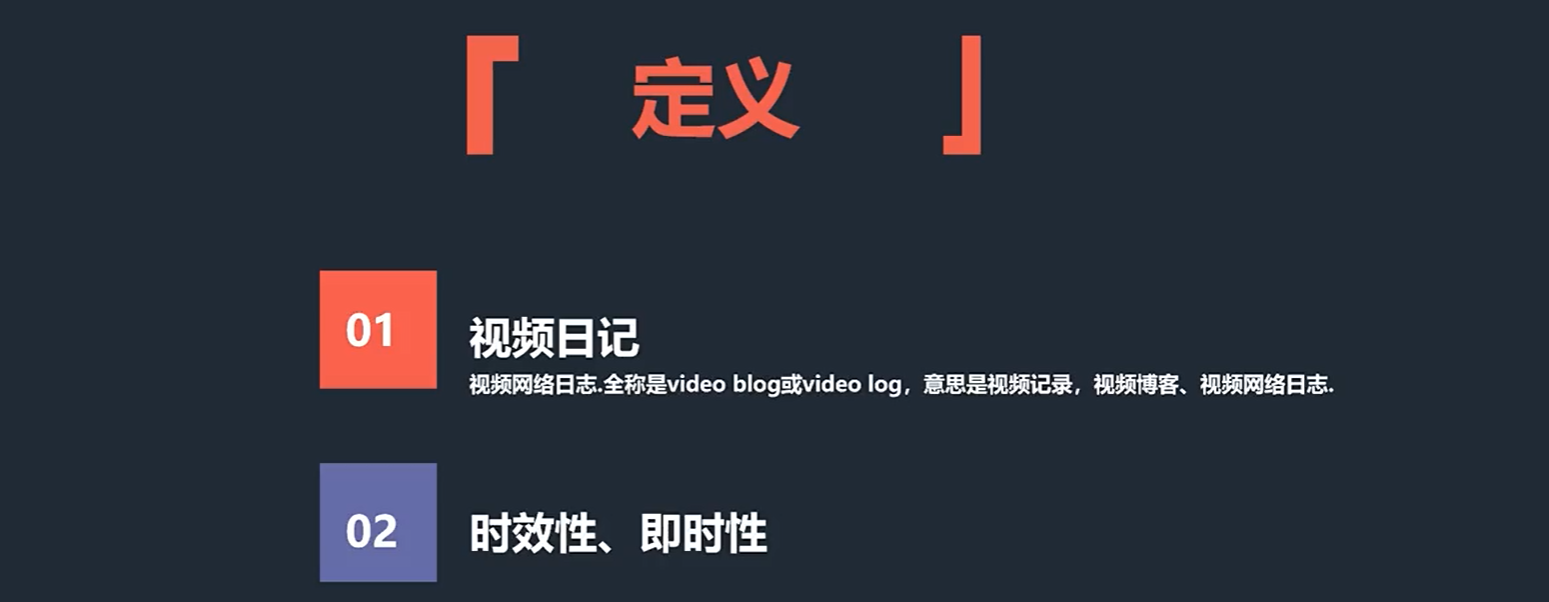 「 定义 」
01
视频日记
视频网络日志.全称是video blog或video log，意思是视频记录，视频博客、视频网络日志.
02
时效性、即时性